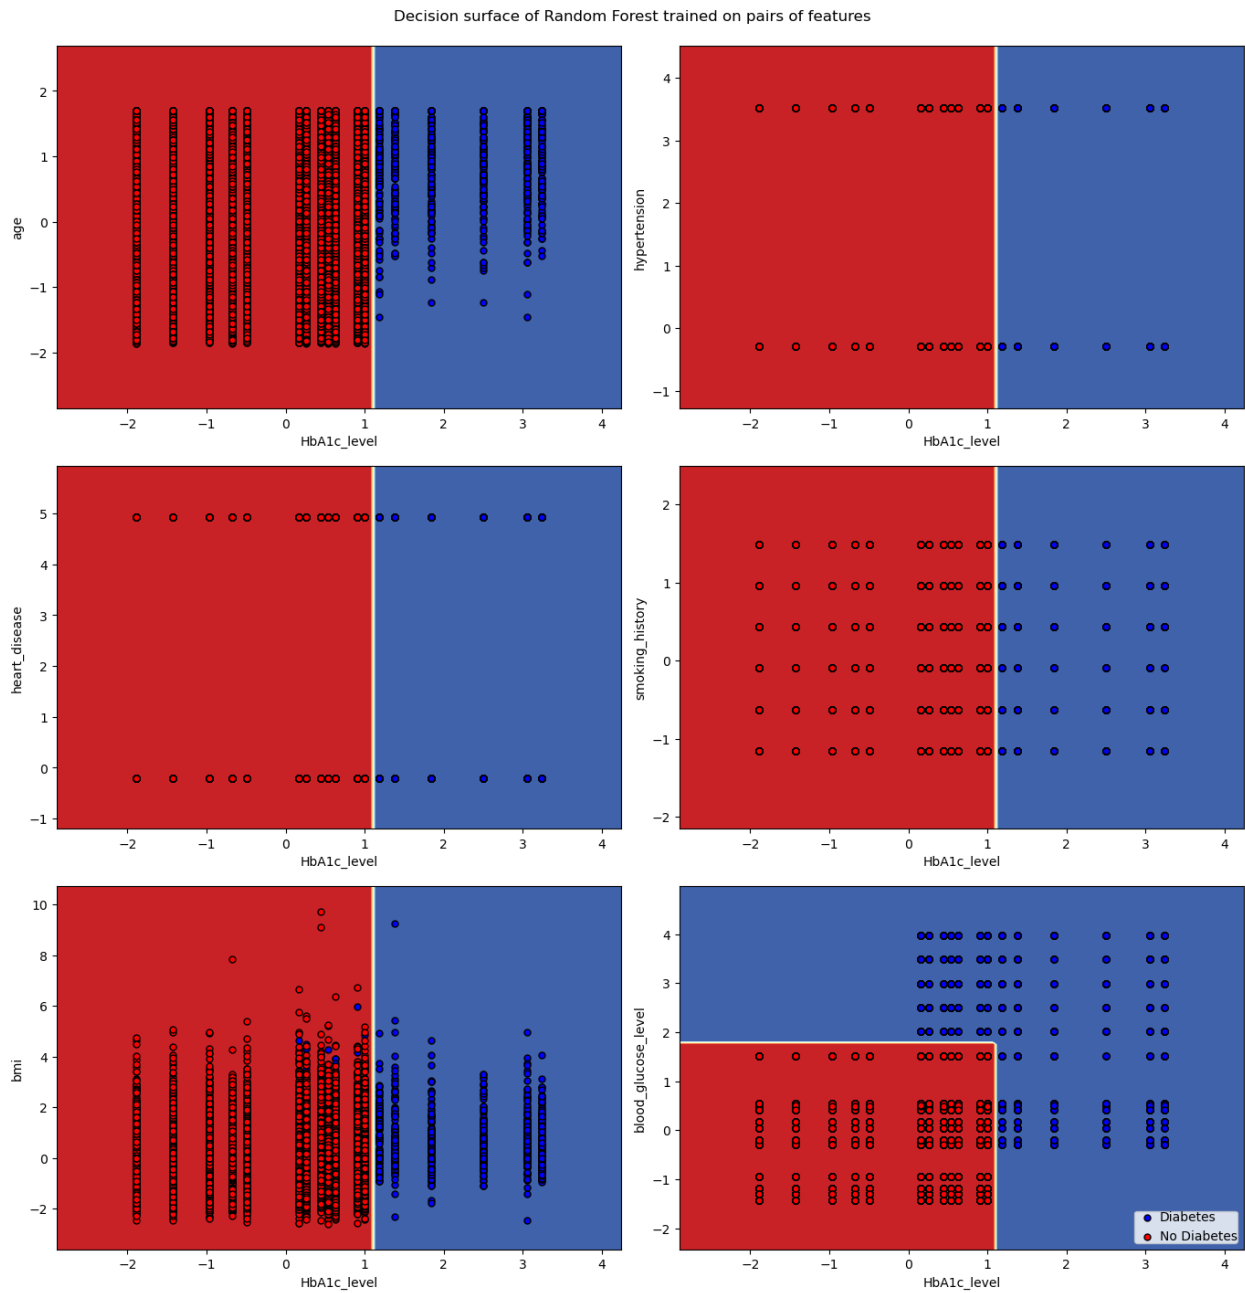 Decision surface of Random Forest trained on pairs of features
2
1
0
−1
−2
age
−2 −1 0 1 2 3 4
HbA1c_level
4
3
2
1
0
−1
hypertension
−2 −1 0 1 2 3 4
HbA1c_level
5
4
3
2
1
0
−1
heart_disease
−2 −1 0 1 2 3 4
HbA1c_level
2
1
0
−1
−2
smoking_history
−2 −1 0 1 2 3 4
HbA1c_level
10
8
6
4
2
0
−2
bmi
−2 −1 0 1 2 3 4
HbA1c_level
4
3
2
1
0
−1
−2
blood_glucose_level
Diabetes
No Diabetes
−2 −1 0 1 2 3 4
HbA1c_level